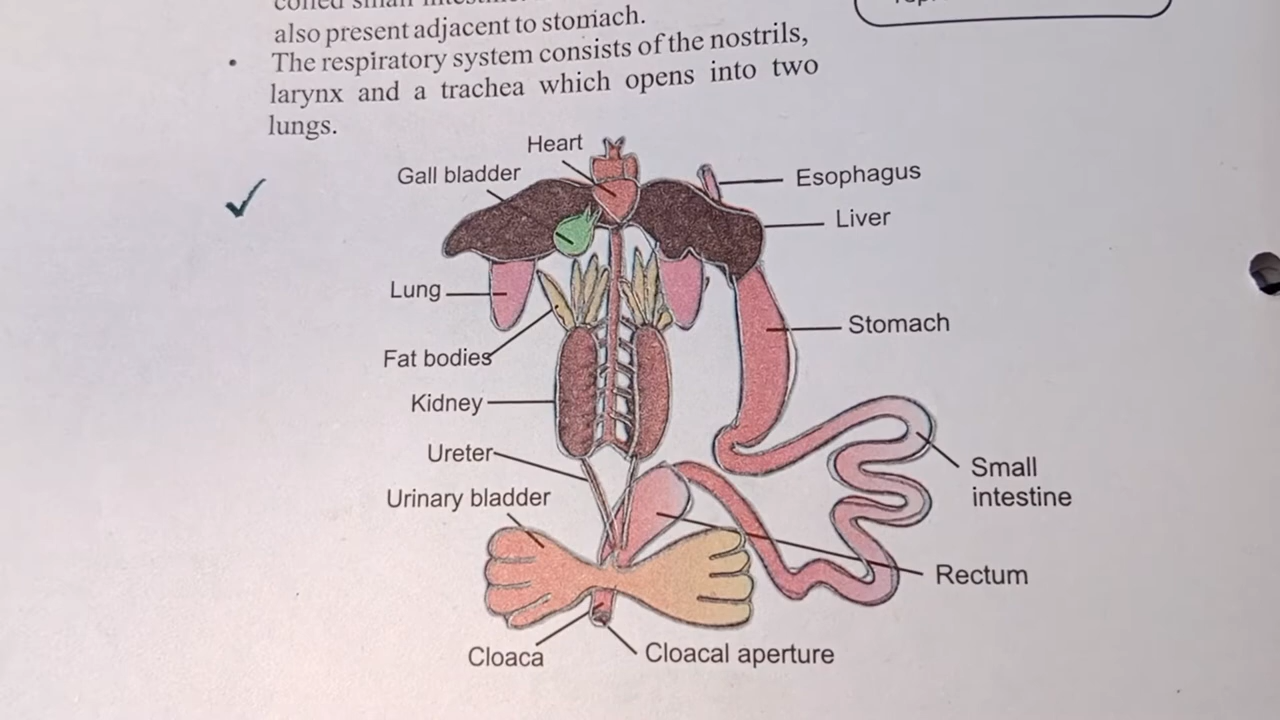 coiled small
also present adjacent to stomach.
• The respiratory system consists of the nostrils,
larynx and a trachea which opens into two
lungs.
Heart
Gall bladder
Esophagus
Liver
Lung
Stomach
Fat bodies
Kidney
Ureter
Small
intestine
Urinary bladder
Rectum
Cloaca
Cloacal aperture